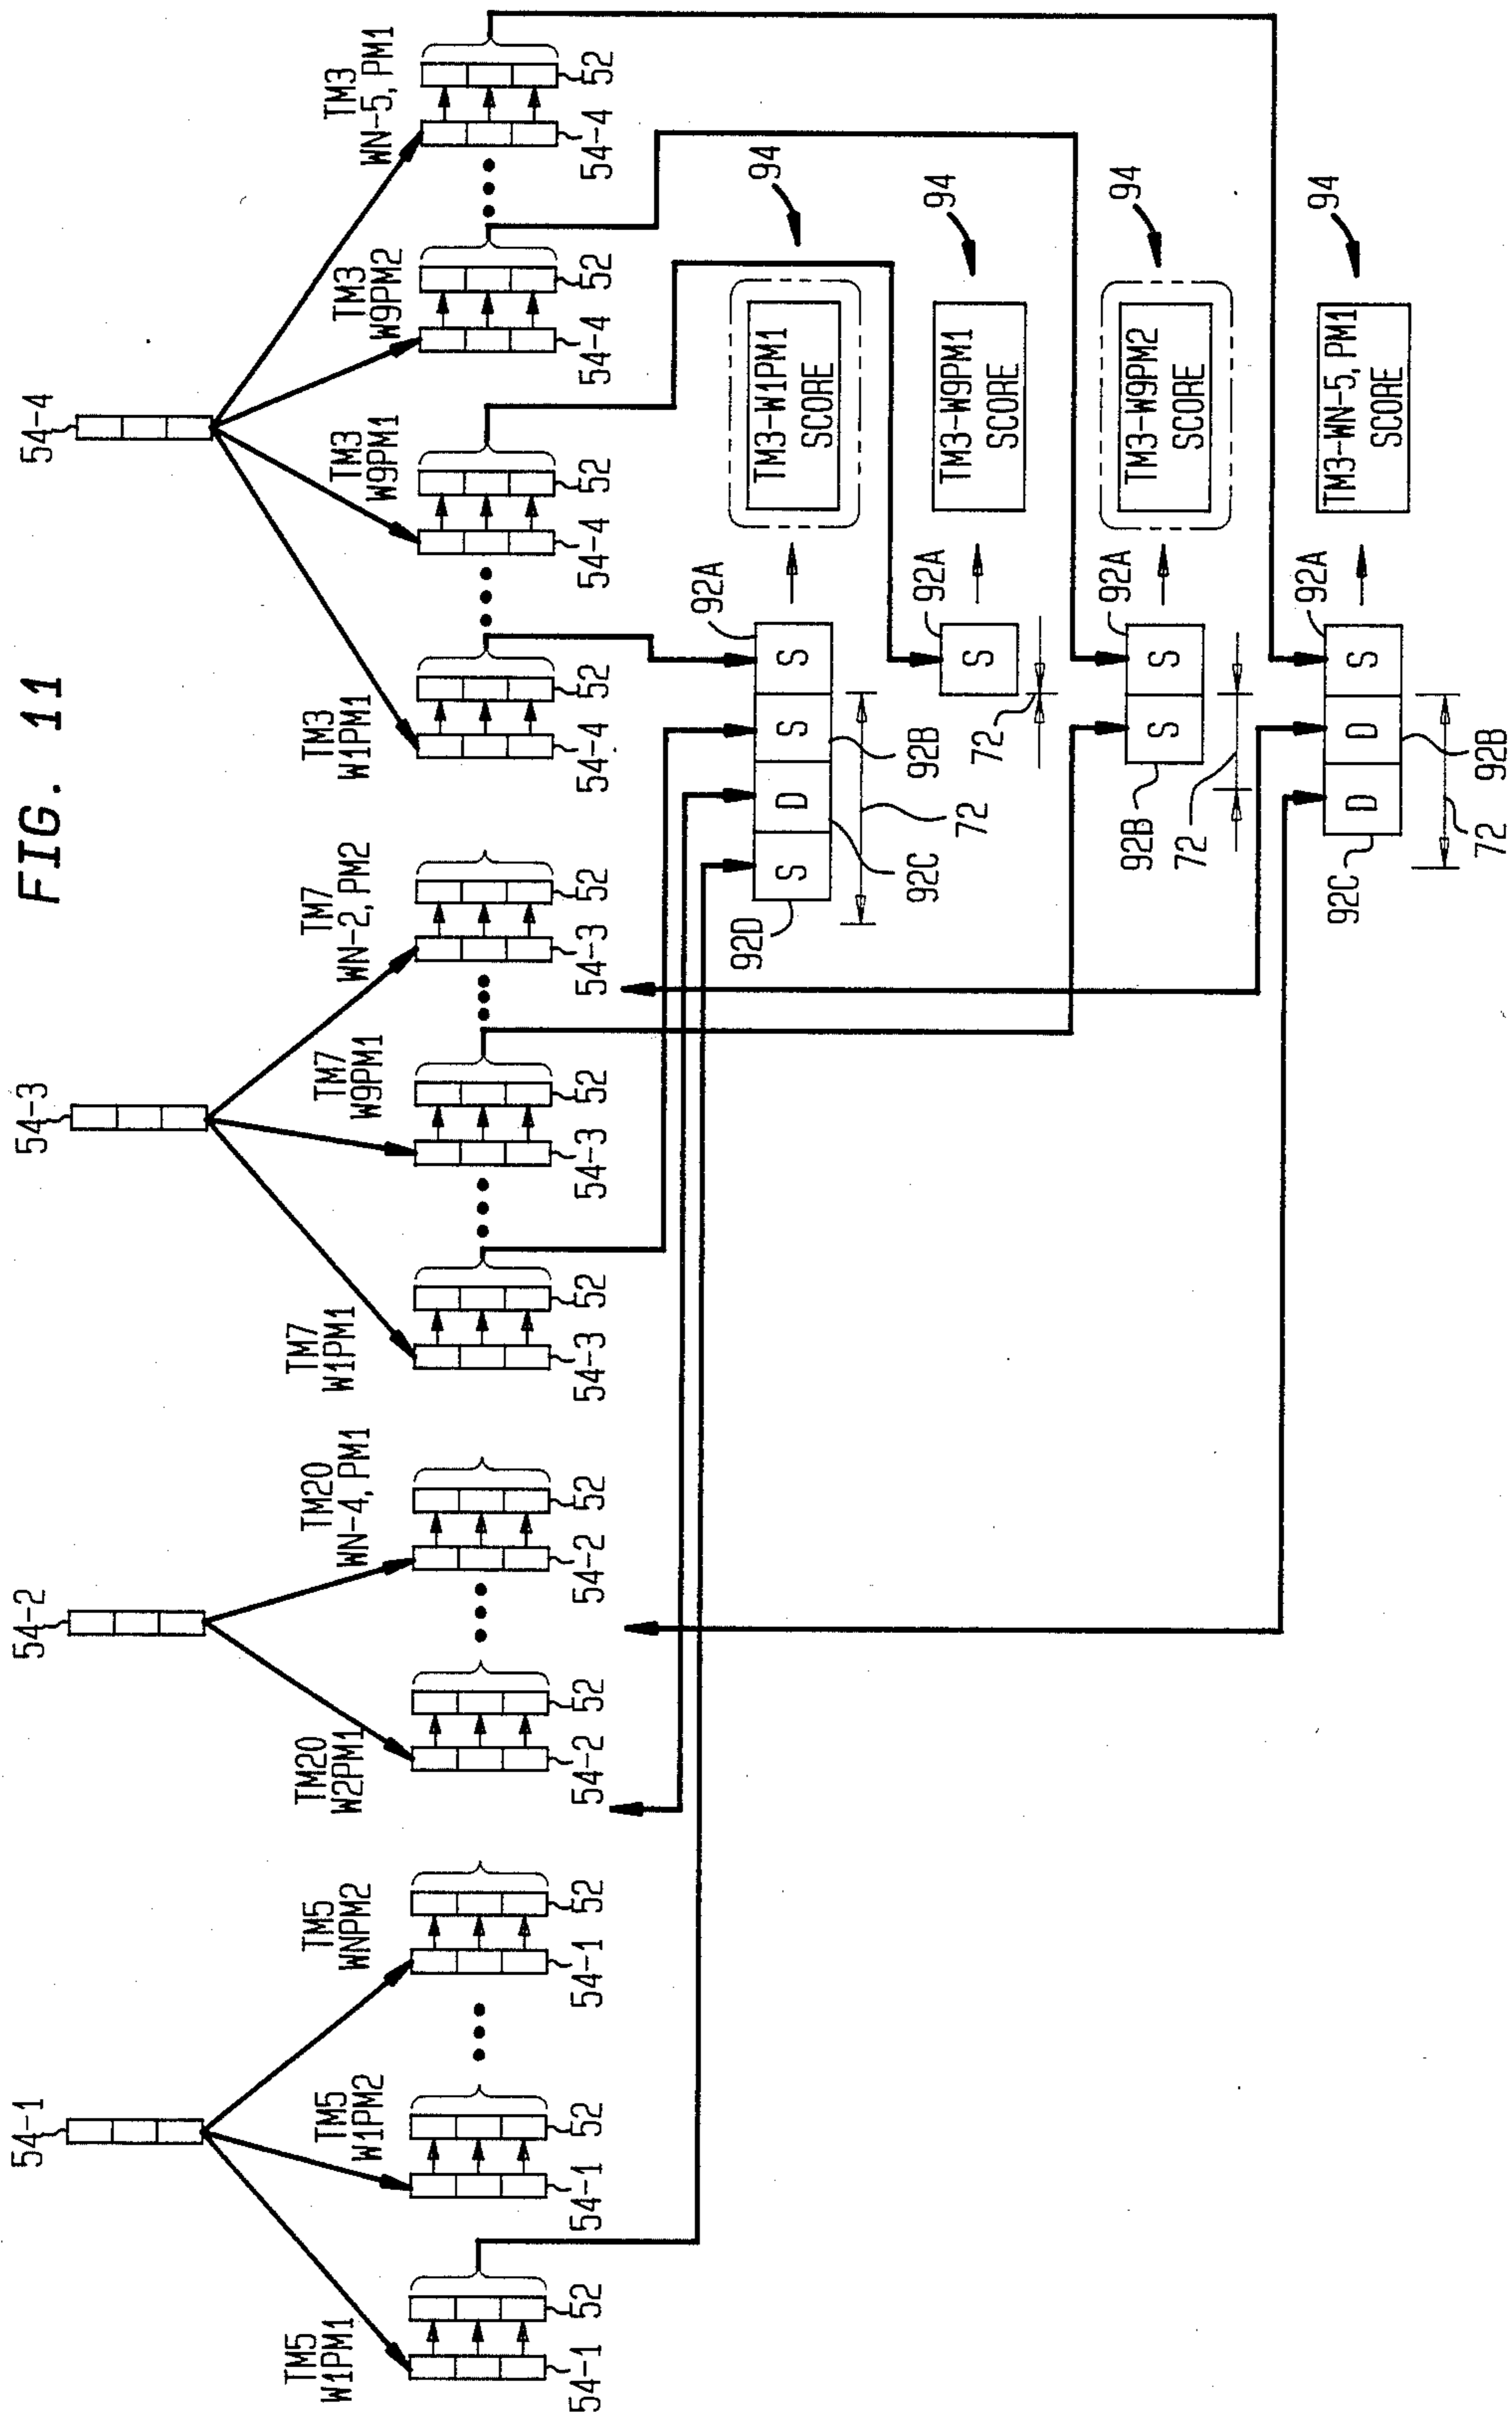 FIG. 11
54-1
54-2
54-3
54-4
TM5
W1PM1
TM5
W1PM2
TM5
WNPM2
TM20
W2PM1
TM20
WN-4, PM1
TM7
W1PM1
TM7
W9PM1
TM7
WN-2, PM2
TM3
W1PM1
TM3
W9PM1
TM3
W9PM2
TM3
WN-5, PM1
54-1 52 54-1 52 54-1 52
54-2 52 54-2 52
54-3 52 54-3 52 54-3 52
54-4 52 54-4 52 54-4 52 54-4 52
92D
92A
94
S D S S
TM3-W1PM1
SCORE
92C
92B
72
92A
94
S
TM3-W9PM1
SCORE
72
92B
92A
94
S S
TM3-W9PM2
SCORE
72
92C
92A
94
D D S
TM3-WN-5, PM1
SCORE
92B
72